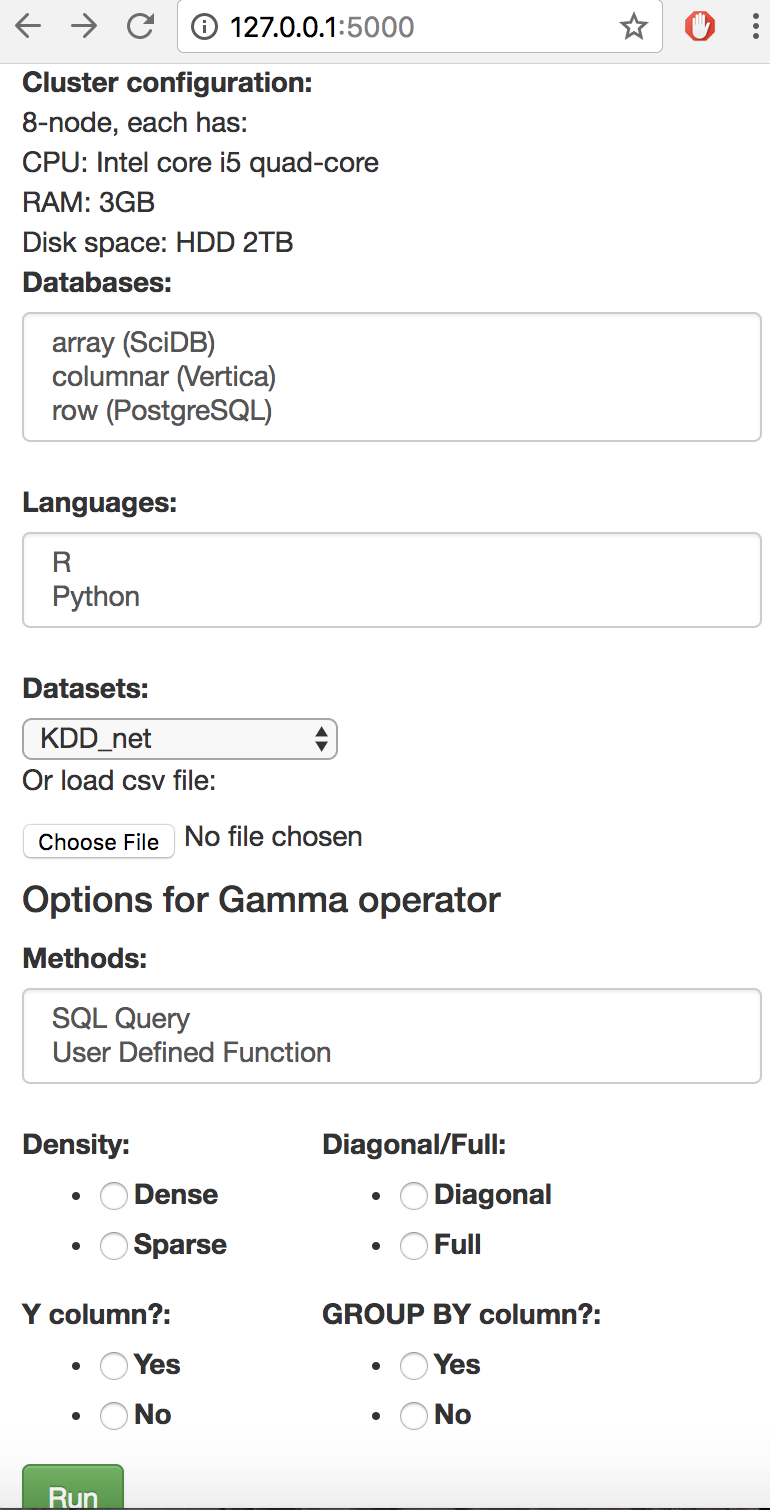 127.0.0.1:5000
Cluster configuration:
8-node, each has:
CPU: Intel core i5 quad-core
RAM: 3GB
Disk space: HDD 2TB
Databases:
array (SciDB)
columnar (Vertica)
row (PostgreSQL)
Languages:
R
Python
Datasets:
KDD_net
Or load csv file:
Choose File No file chosen
Options for Gamma operator
Methods:
SQL Query
User Defined Function
Density: Diagonal/Full:
Dense Diagonal
Sparse Full
Y column?: GROUP BY column?:
Yes Yes
No No
Run